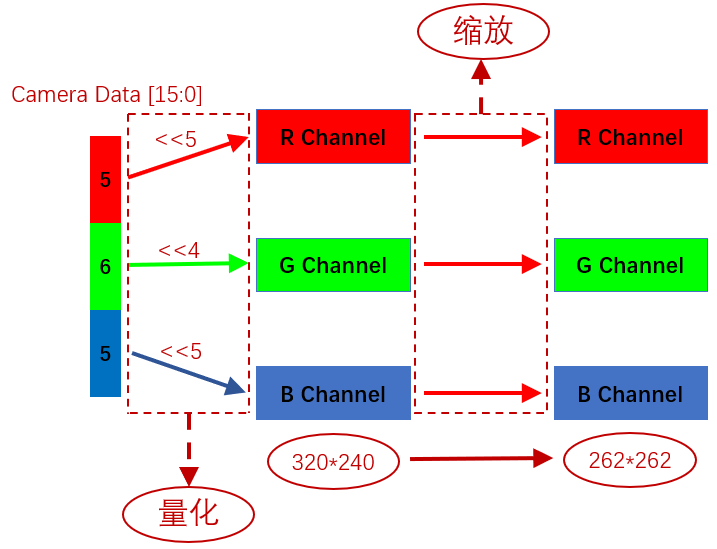 缩放
Camera Data [15:0]
<<5
R Channel
R Channel
5
<<4
G Channel
G Channel
6
<<5
5
B Channel
B Channel
320*240
262*262
量化